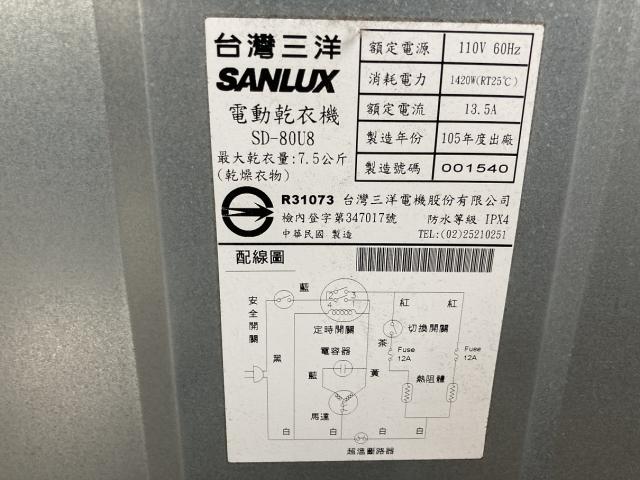 台灣三洋
SANLUX
電動乾衣機
SD-80U8
最大乾衣量:7.5公斤
(乾燥衣物)
額定電源 110V 60Hz
消耗電力 1420W(RT25℃)
額定電流 13.5A
製造年份 105年度出廠
製造號碼 001540
R31073 台灣三洋電機股份有限公司
檢內登字第347017號 防水等級 IPX4
中華民國 製造 TEL:(02)25210251
配線圖
安全開關
藍
2 3
4 1
定時開關
紅 紅
切換開關
茶
Fuse
12A
Fuse
12A
電容器
黑
藍
黃
熱阻體
馬達
白 白 白 白
超溫斷路器